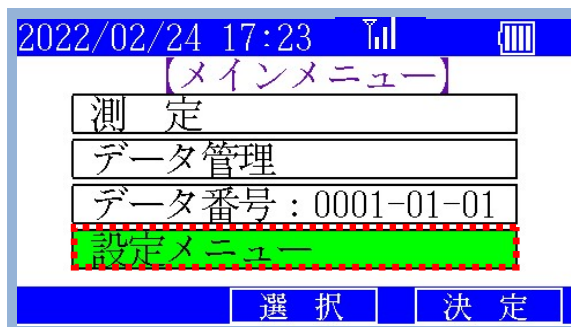 2022/02/24 17:23
【メインメニュー】
測 定
データ管理
データ番号:0001-01-01
設定メニュー
選 択 決 定